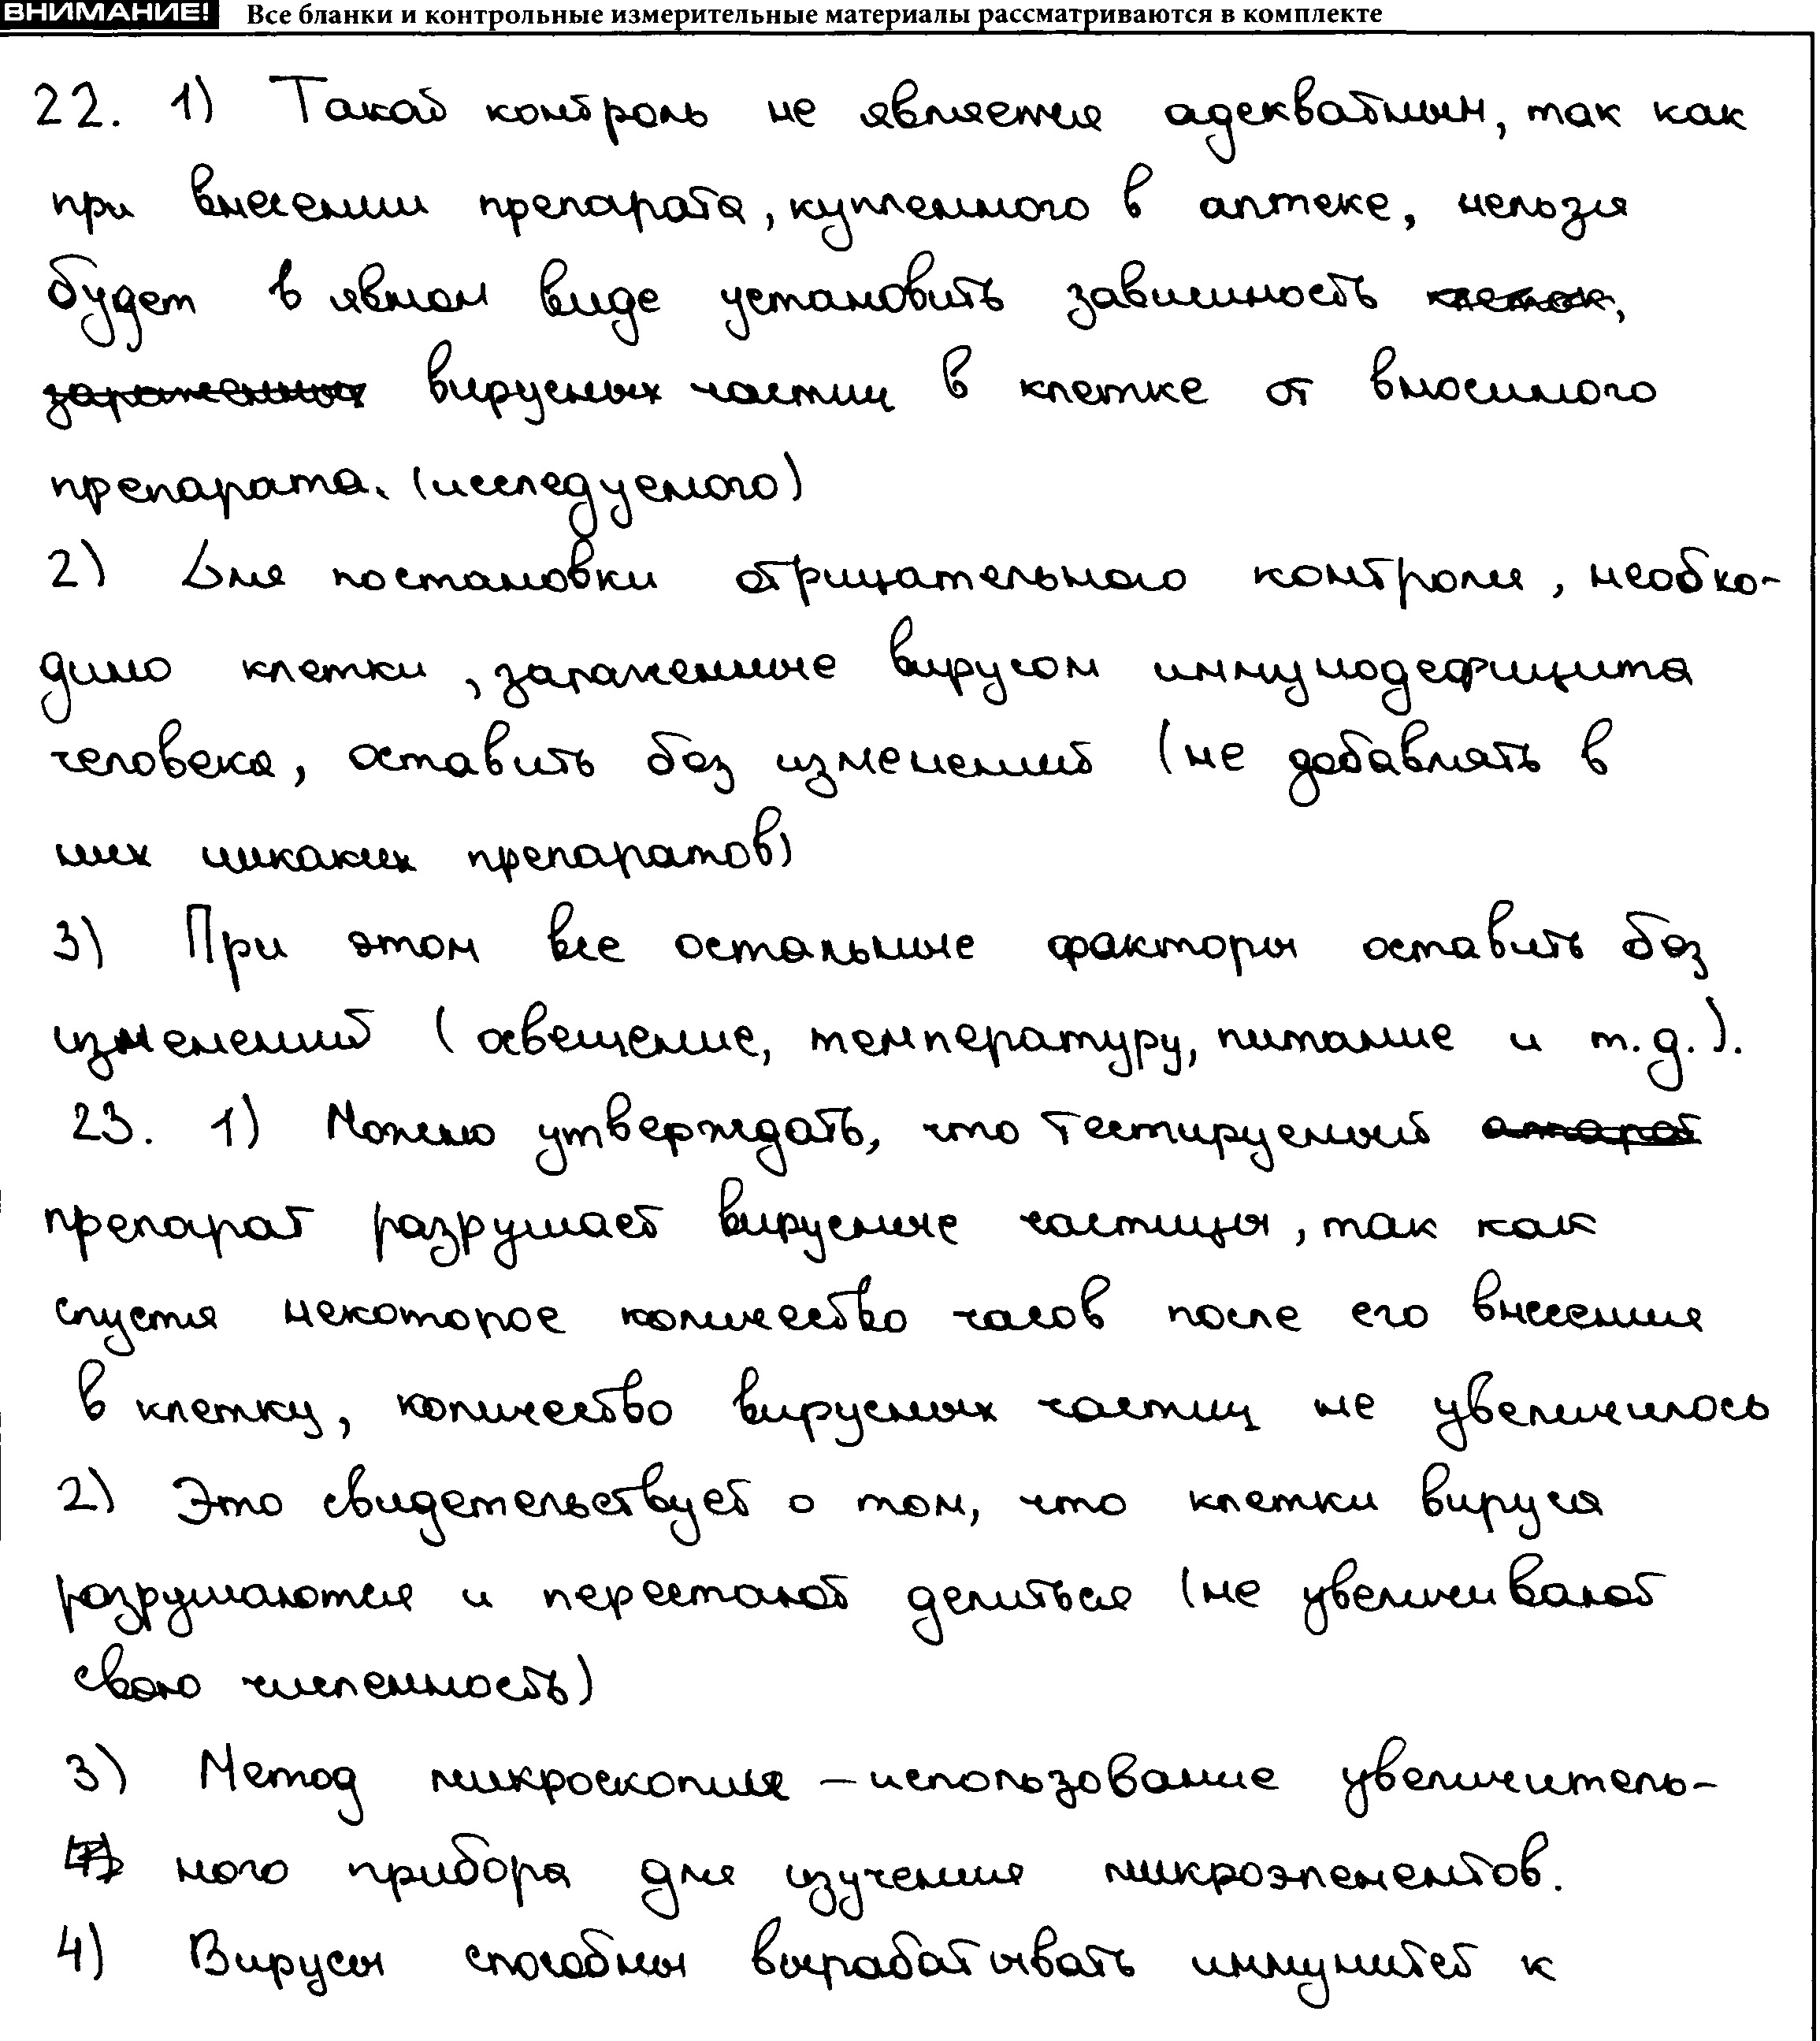 ВНИМАНИЕ! Все бланки и контрольные измерительные материалы рассматриваются в комплекте
22. 1) Такой контроль не является адекватным, так как
при внесении препарата, купленного в аптеке, нельзя
будет в явном виде установить зависимость клеток,
зараженных вирусных частиц в клетке от вносимого
препарата. (исследуемого)
2) Для постановки отрицательного контроля, необхо-
димо клетки, зараженные вирусом иммунодефицита
человека, оставить без изменений (не добавлять в
них никаких препаратов)
3) При этом все остальные факторы оставить без
изменений (освещение, температуру, питание и т.д.).
23. 1) Можно утверждать, что тестируемый
препарат разрушает вирусные частицы, так как
спустя некоторое количество часов после его внесения
в клетку, количество вирусных частиц не увеличилось
2) Это свидетельствует о том, что клетки вируса
разрушаются и перестают делиться (не увеличивают
свою численность)
3) Метод микроскопия – использование увеличитель-
ного прибора для изучения микроэлементов.
4) Вирусы способны вырабатывать иммунитет к